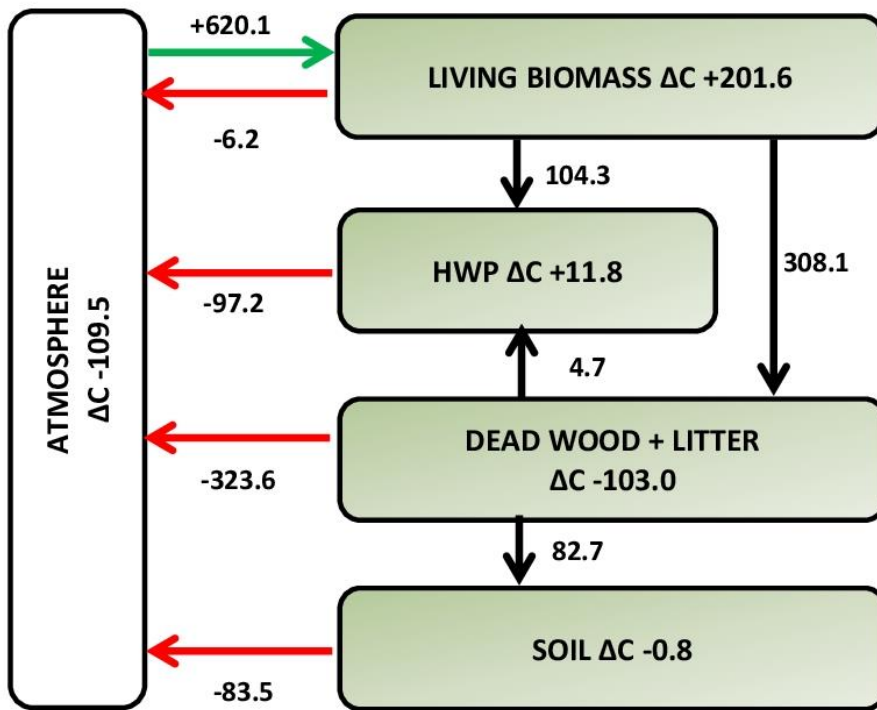 +620.1
LIVING BIOMASS ΔC +201.6
-6.2
104.3
308.1
HWP ΔC +11.8
-97.2
4.7
ATMOSPHERE
ΔC -109.5
DEAD WOOD + LITTER
ΔC -103.0
-323.6
82.7
SOIL ΔC -0.8
-83.5